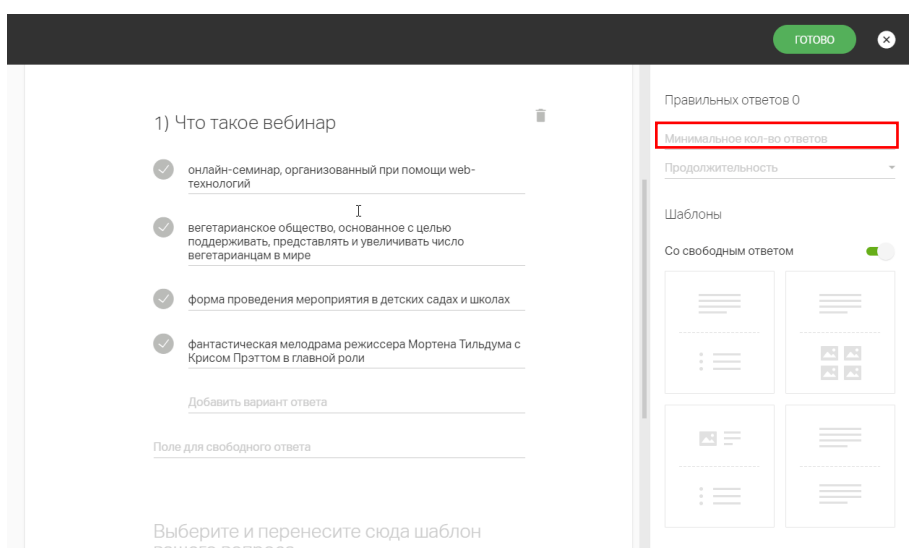 ГОТОВО
1) Что такое вебинар
онлайн-семинар, организованный при помощи web-
технологий
вегетарианское общество, основанное с целью
поддерживать, представлять и увеличивать число
вегетарианцам в мире
форма проведения мероприятия в детских садах и школах
фантастическая мелодрама режиссера Мортена Тильдума с
Крисом Прэттом в главной роли
Добавить вариант ответа
Поле для свободного ответа
Выберите и перенесите сюда шаблон
Правильных ответов 0
Минимальное кол-во ответов
Продолжительность
Шаблоны
Со свободным ответом